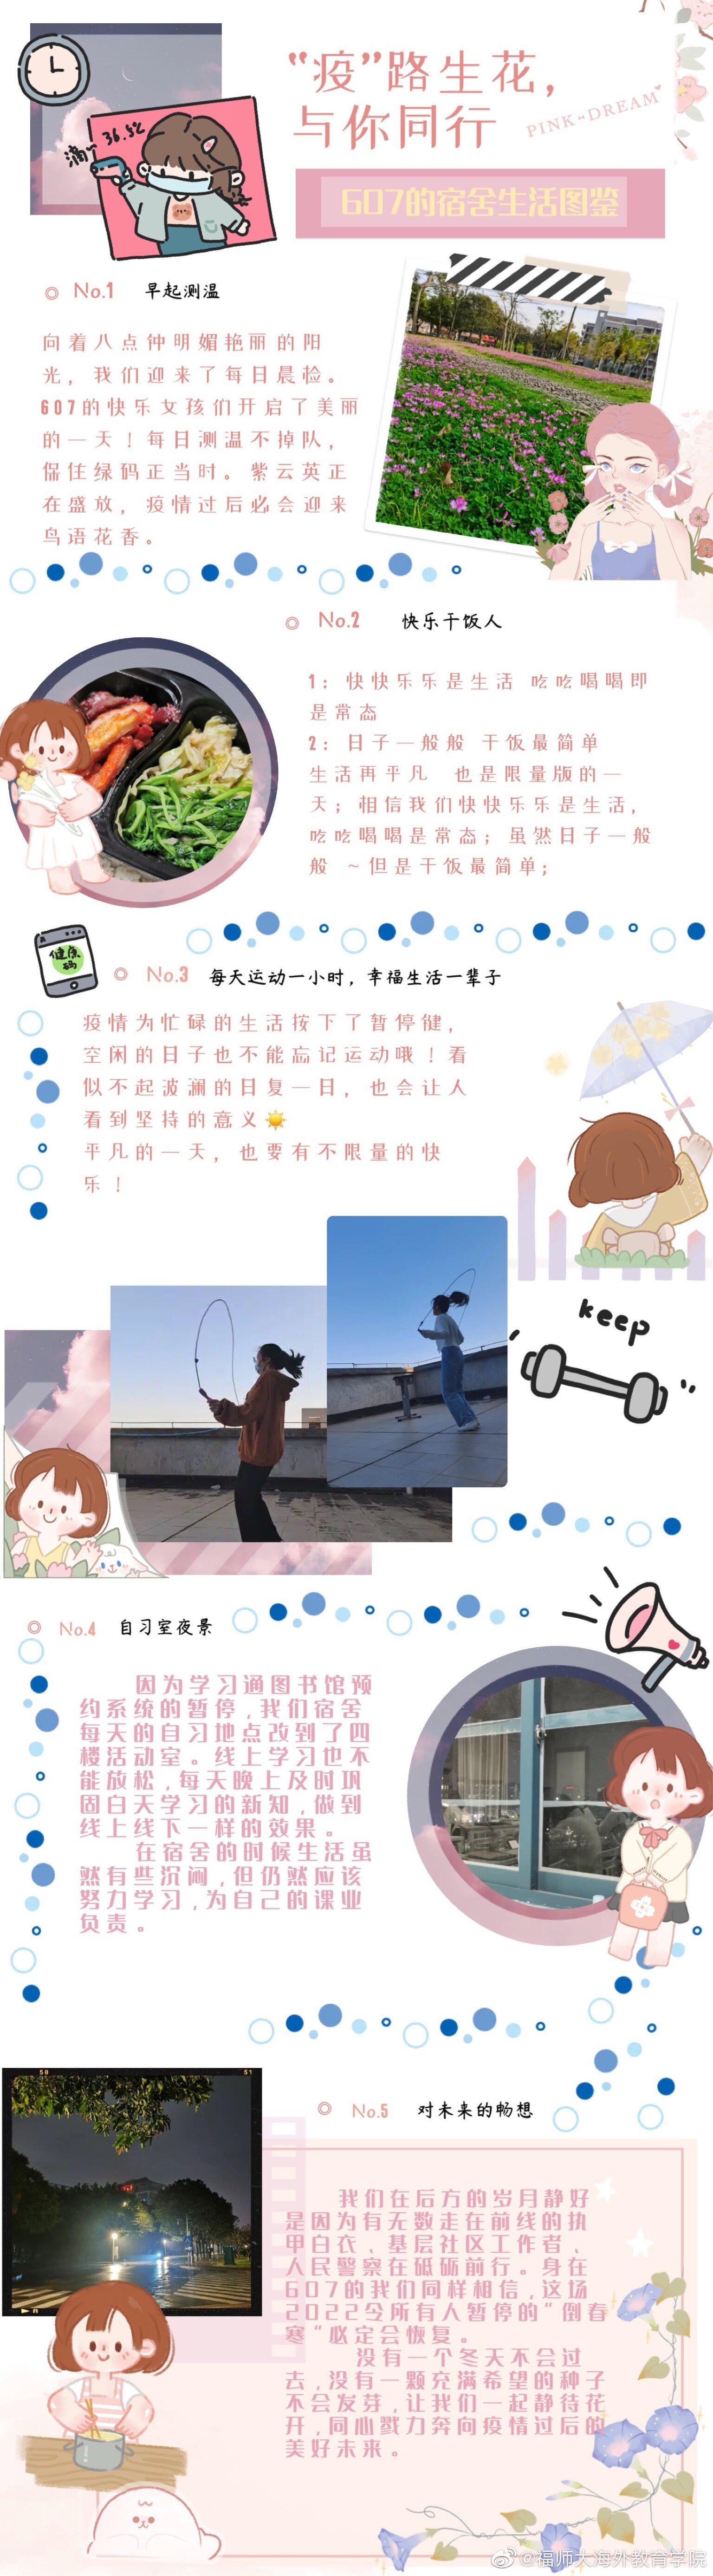 滴~ 36.5℃
“疫”路生花，
与你同行
PINK DREAM
607的宿舍生活图鉴
No.1 早起测温
向着八点钟明媚艳丽的阳
光，我们迎来了每日晨检。
607的快乐女孩们开启了美丽
的一天！每日测温不掉队，
保住绿码正当时。紫云英正
在盛放，疫情过后必会迎来
鸟语花香。
No.2 快乐干饭人
1：快快乐乐是生活 吃吃喝喝即
是常态
2：日子一般般 干饭最简单
生活再平凡 也是限量版的一
天；相信我们快快乐乐是生活，
吃吃喝喝是常态；虽然日子一般
般 ~但是干饭最简单；
健康
码
No.3 每天运动一小时，幸福生活一辈子
疫情为忙碌的生活按下了暂停键，
空闲的日子也不能忘记运动哦！看
似不起波澜的日复一日，也会让人
看到坚持的意义☀️
平凡的一天，也要有不限量的快
乐！
keep
No.4 自习室夜景
因为学习通图书馆预
约系统的暂停,我们宿舍
每天的自习地点改到了四
楼活动室。线上学习也不
能放松,每天晚上及时巩
固白天学习的新知,做到
线上线下一样的效果。
在宿舍的时候生活虽
然有些沉闷,但仍然应该
努力学习,为自己的课业
负责。
50 51
No.5 对未来的畅想
我们在后方的岁月静好
是因为有无数走在前线的执
甲白衣、基层社区工作者、
人民警察在砥砺前行。身在
607的我们同样相信,这场
2022令所有人暂停的“倒春
寒“必定会恢复。
没有一个冬天不会过
去,没有一颗充满希望的种子
不会发芽,让我们一起静待花
开,同心戮力奔向疫情过后的
美好未来。
@福师大海外教育学院